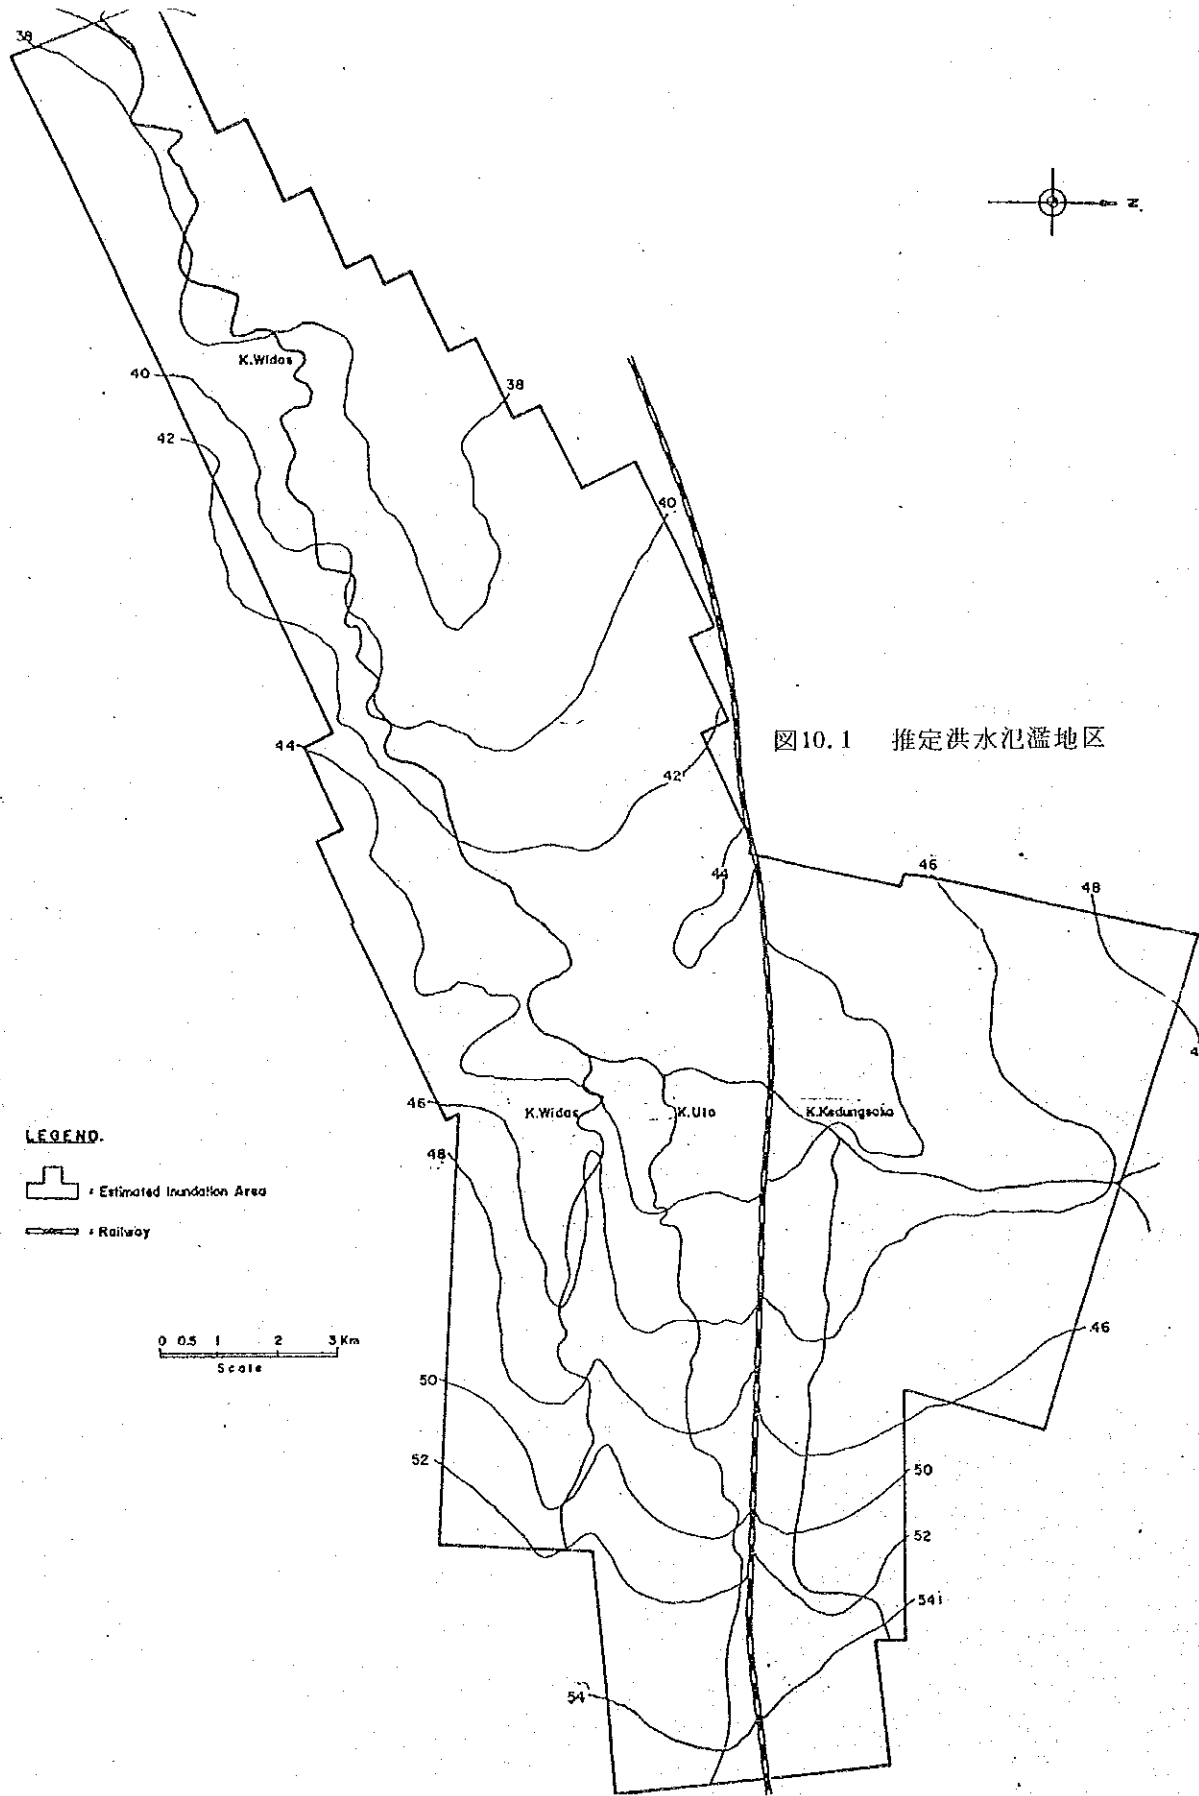 38
N.
K.Widas
40
38
42
40
図10.1 推定洪水氾濫地区
44
42
44
46
48
46
K.Widas
K.Ulo
K.Kedungsoko
LEGEND.
48
= Estimated Inundation Area
= Railway
46
0 0.5 1 2 3 Km
Scale
50
52
50
52
54
54